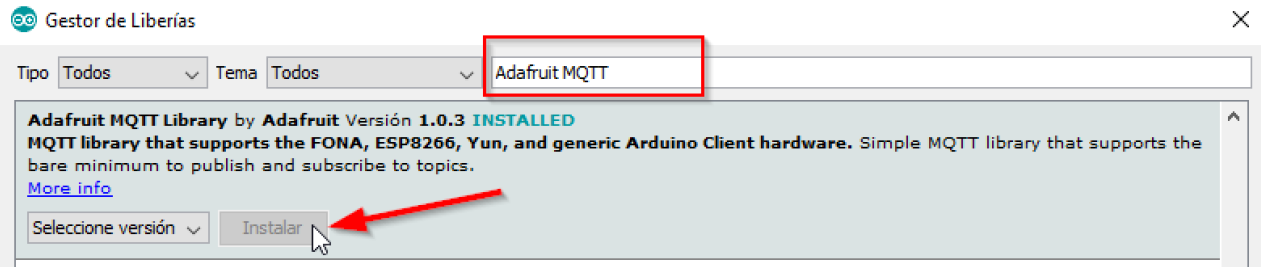 Gestor de Liberías
Tipo Todos Tema Todos Adafruit MQTT
Adafruit MQTT Library by Adafruit Versión 1.0.3 INSTALLED
MQTT library that supports the FONA, ESP8266, Yun, and generic Arduino Client hardware. Simple MQTT library that supports the
bare minimum to publish and subscribe to topics.
More info
Seleccione versión Instalar